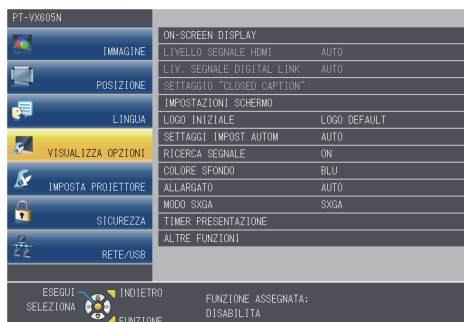 PT-VX605N
IMMAGINE
POSIZIONE
LINGUA
VISUALIZZA OPZIONI
IMPOSTA PROIETTORE
SICUREZZA
RETE/USB
ON-SCREEN DISPLAY
LIVELLO SEGNALE HDMI AUTO
LIV. SEGNALE DIGITAL LINK AUTO
SETTAGGIO "CLOSED CAPTION"
IMPOSTAZIONI SCHERMO
LOGO INIZIALE LOGO DEFAULT
SETTAGGI IMPOST AUTOM AUTO
RICERCA SEGNALE ON
COLORE SFONDO BLU
ALLARGATO AUTO
MODO SXGA SXGA
TIMER PRESENTAZIONE
ALTRE FUNZIONI
ESEGUI INDIETRO
SELEZIONA
FUNZIONE
FUNZIONE ASSEGNATA:
DISABILITA